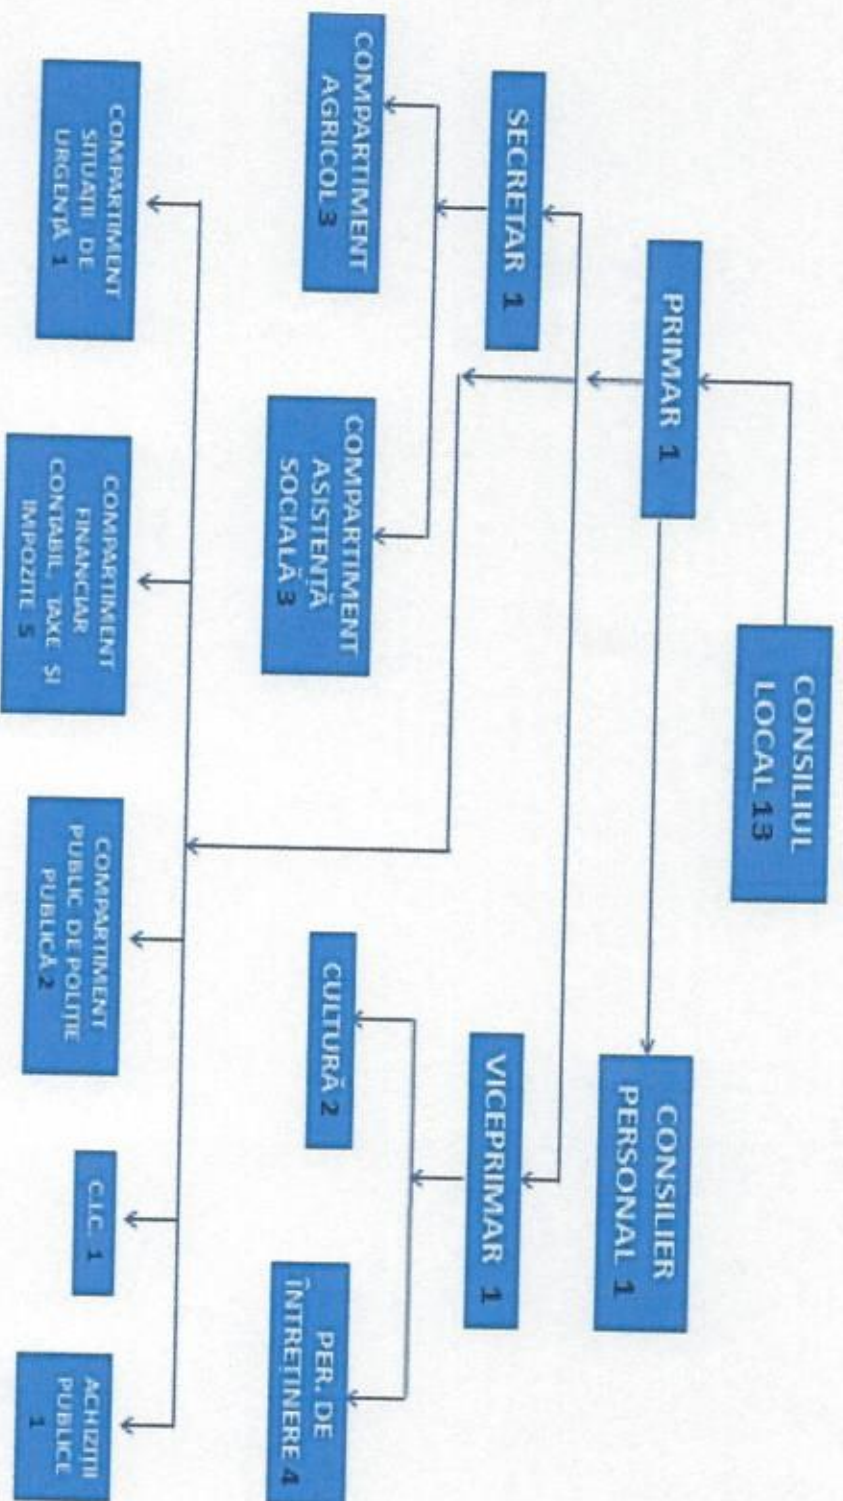 CONSILIUL
LOCAL 13
PRIMAR 1
CONSILIER
PERSONAL 1
SECRETAR 1
VICEPRIMAR 1
COMPARTIMENT
AGRICOL 3
COMPARTIMENT
ASISTENȚĂ
SOCIALĂ 3
CULTURĂ 2
PER. DE
ÎNTREȚINERE 4
COMPARTIMENT
SITUAȚII DE
URGENȚĂ 1
COMPARTIMENT
FINANCIAR
CONTABIL, TAXE SI
IMPOZITE 5
COMPARTIMENT
PUBLIC DE POLIȚIE
PUBLICĂ 2
C.I.C. 1
ACHIZIȚII
PUBLICE
1